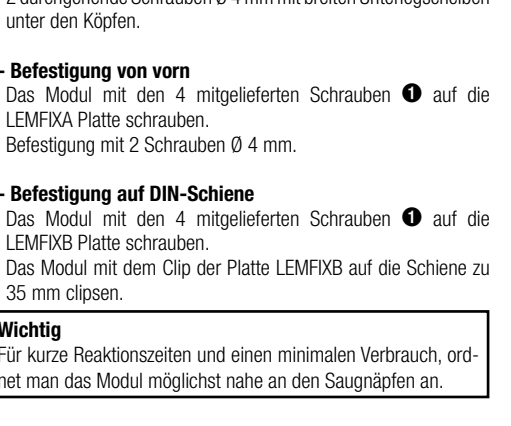 2 durchgehende Schrauben Ø 4 mm mit breiten Unterlegscheiben
unter den Köpfen.
- Befestigung von vorn
Das Modul mit den 4 mitgelieferten Schrauben ❶ auf die
LEMFIXA Platte schrauben.
Befestigung mit 2 Schrauben Ø 4 mm.
- Befestigung auf DIN-Schiene
Das Modul mit den 4 mitgelieferten Schrauben ❶ auf die
LEMFIXB Platte schrauben.
Das Modul mit dem Clip der Platte LEMFIXB auf die Schiene zu
35 mm clipsen.
Wichtig
Für kurze Reaktionszeiten und einen minimalen Verbrauch, ord-
net man das Modul möglichst nahe an den Saugnäpfen an.